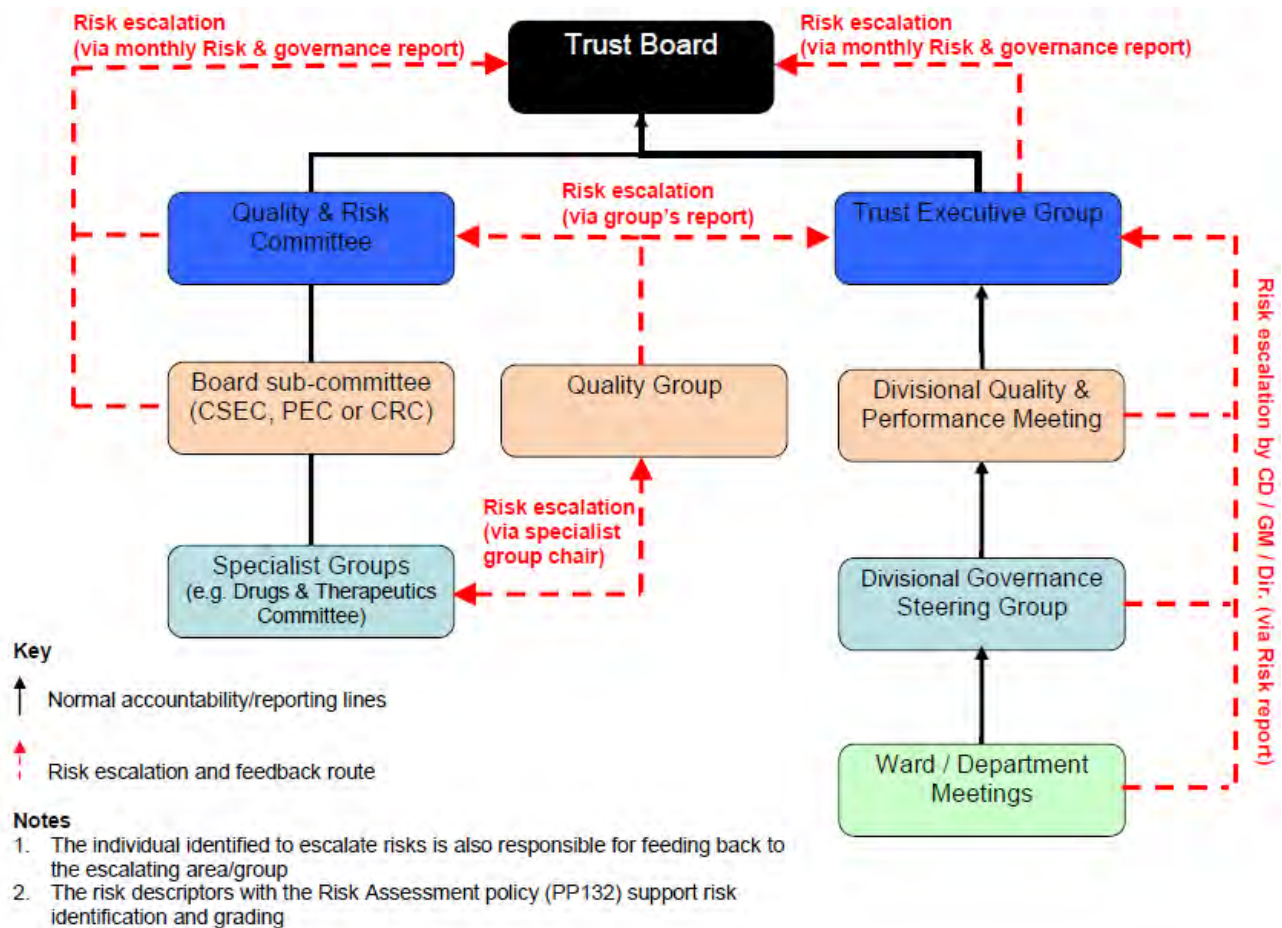 Risk escalation
(via monthly Risk & governance report)
Trust Board
Risk escalation
(via monthly Risk & governance report)
Quality & Risk
Committee
Risk escalation
(via group's report)
Trust Executive Group
Board sub-committee
(CSEC, PEC or CRC)
Quality Group
Divisional Quality &
Performance Meeting
Risk escalation
(via specialist
group chair)
Specialist Groups
(e.g. Drugs & Therapeutics
Committee)
Divisional Governance
Steering Group
Ward / Department
Meetings
Risk escalation by CD / GM / Dir. (via Risk report)
Key
Normal accountability/reporting lines
Risk escalation and feedback route
Notes
1. The individual identified to escalate risks is also responsible for feeding back to
the escalating area/group
2. The risk descriptors with the Risk Assessment policy (PP132) support risk
identification and grading